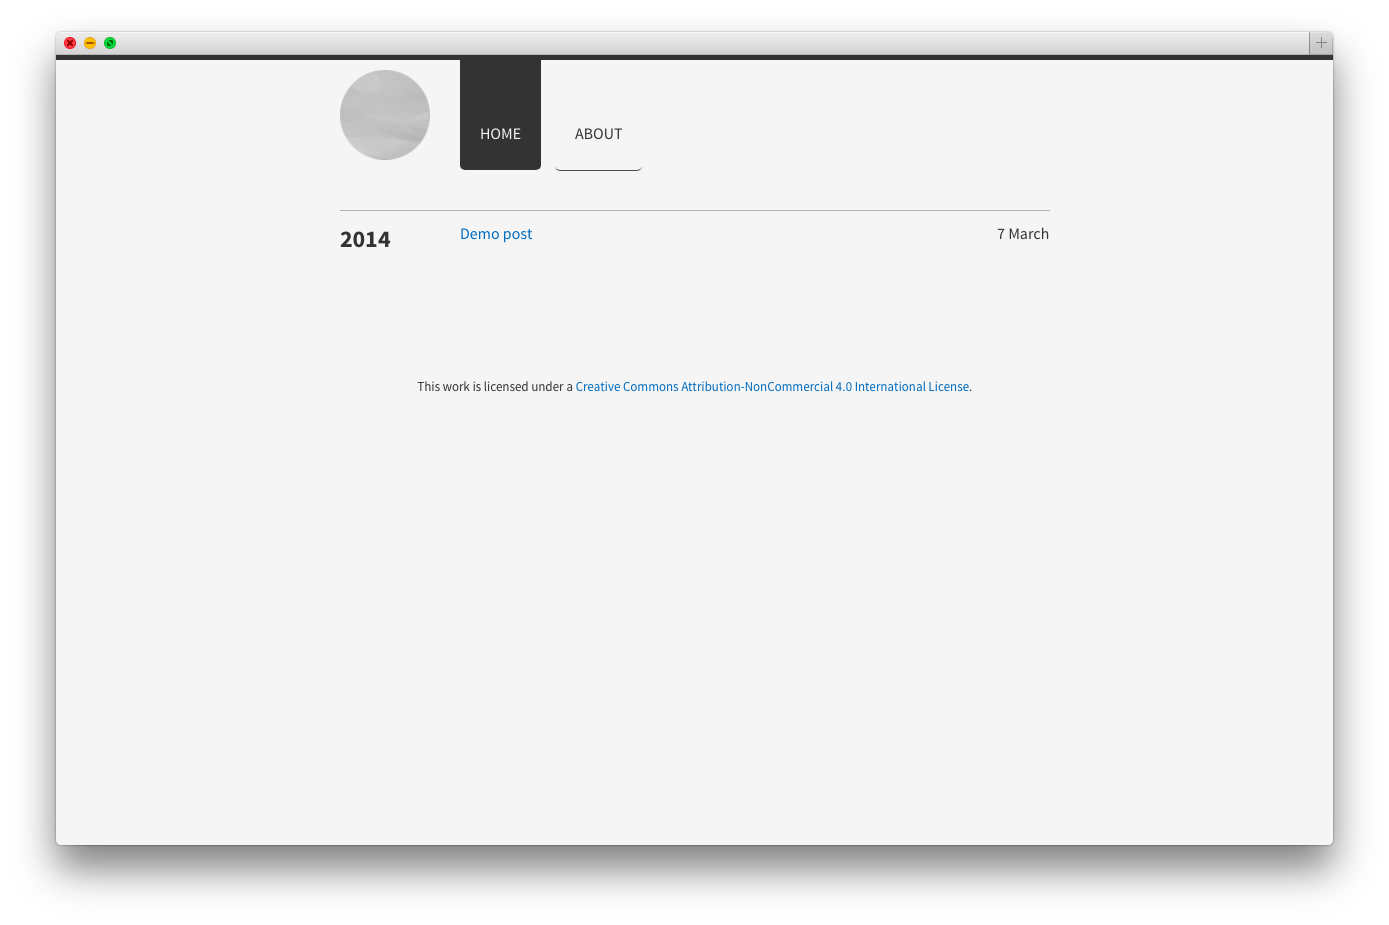 HOME ABOUT
2014 Demo post 7 March
This work is licensed under a Creative Commons Attribution-NonCommercial 4.0 International License.